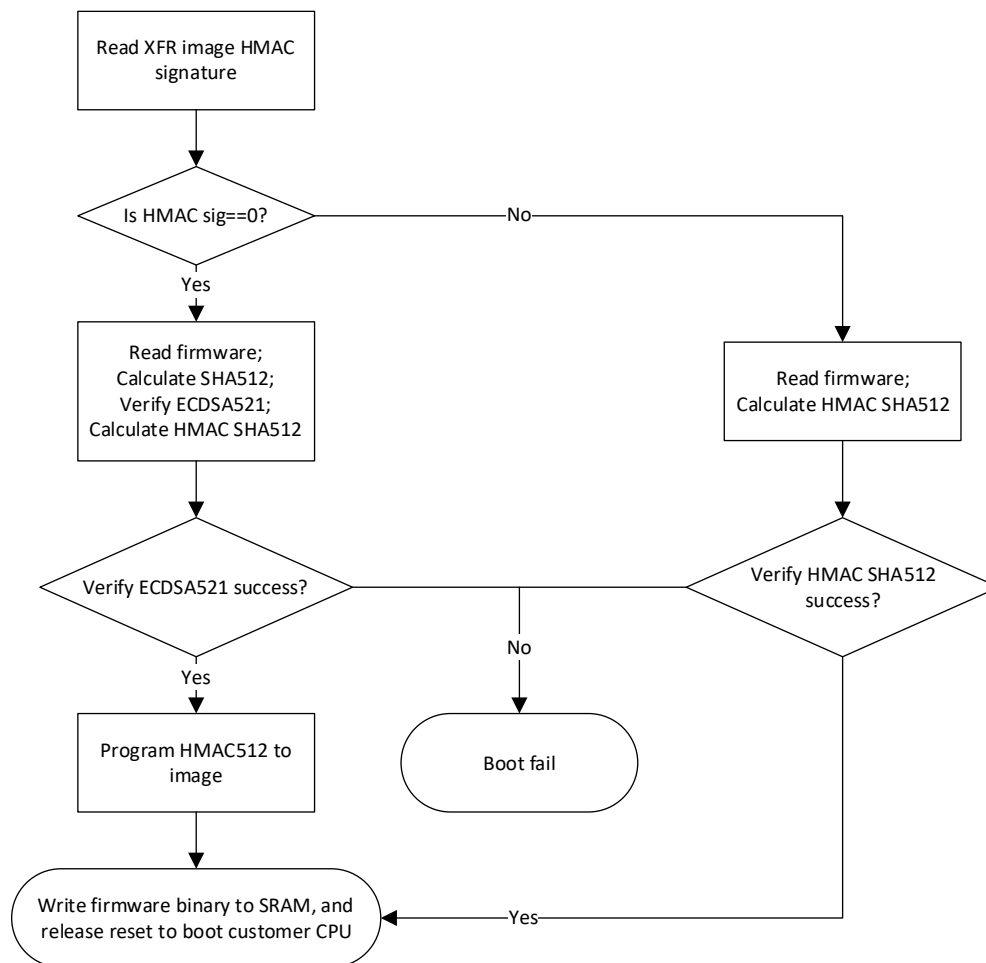 Read XFR image HMAC
signature
Is HMAC sig==0?
No
Yes
Read firmware;
Calculate SHA512;
Verify ECDSA521;
Calculate HMAC SHA512
Read firmware;
Calculate HMAC SHA512
Verify ECDSA521 success?
Verify HMAC SHA512
success?
No
Yes
Program HMAC512 to
image
Boot fail
Write firmware binary to SRAM, and
release reset to boot customer CPU
Yes